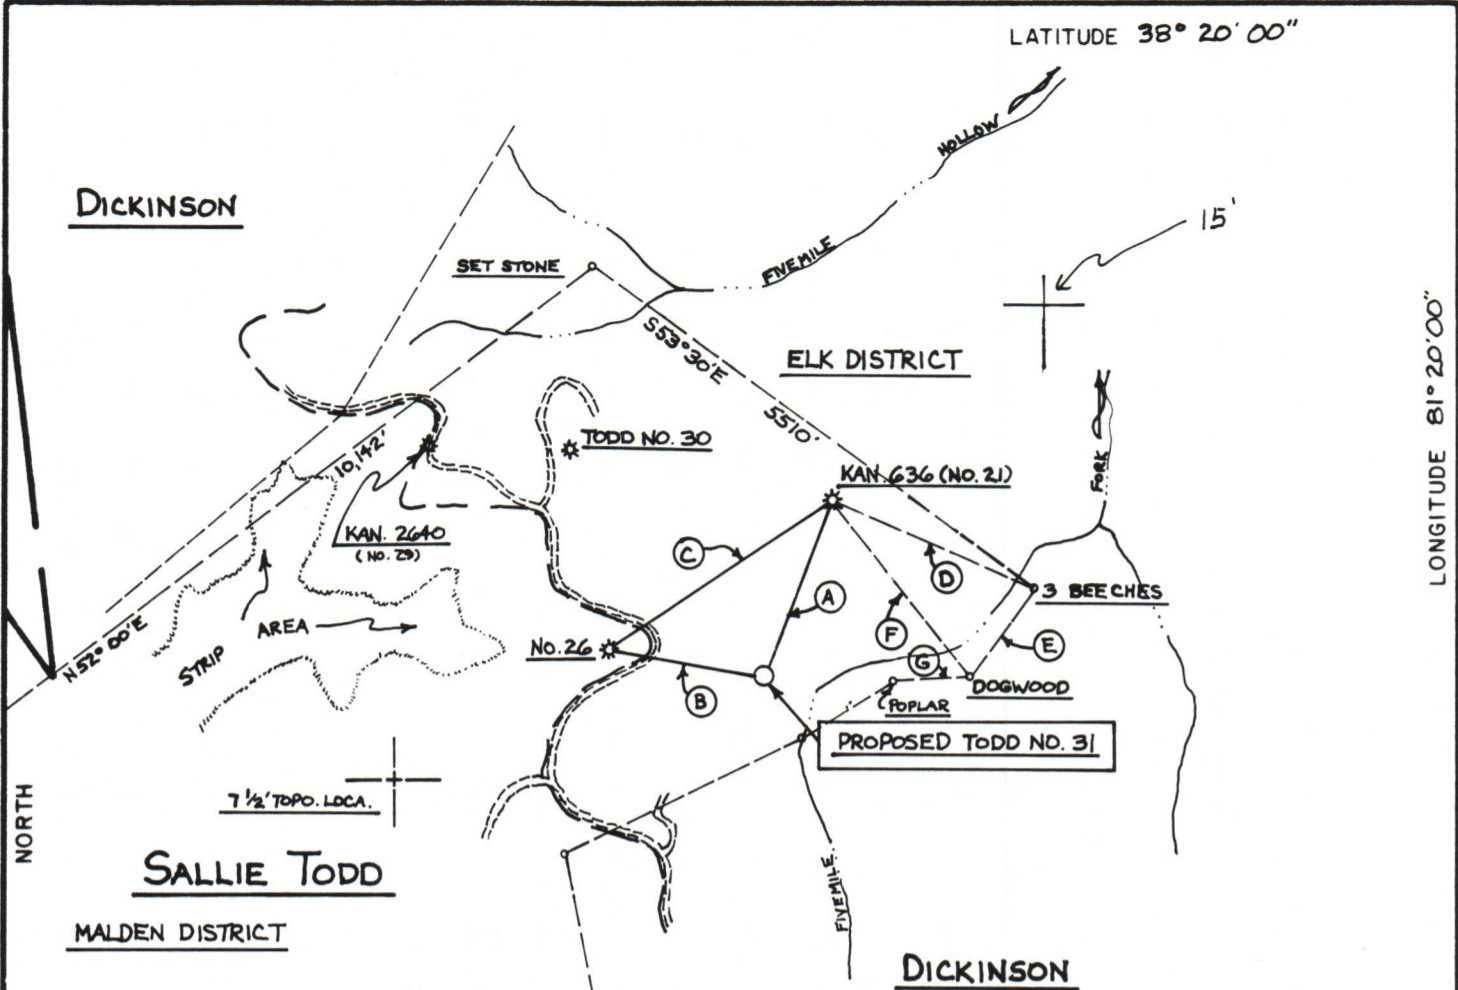 LATITUDE 38° 20' 00"
HOLLOW
DICKINSON
15'
FIVEMILE
SET STONE
S53°30'E
ELK DISTRICT
LONGITUDE 81° 20' 00"
5510'
TODD NO. 30
10,142'
KAN. 636 (NO. 21)
FORK
KAN. 2640
(NO. 29)
C
D
3 BEECHES
A
AREA
F
N52° 00'E
NO. 26
E
STRIP
G
DOGWOOD
B
POPLAR
PROPOSED TODD NO. 31
7 1/2' TOPO. LOCA.
NORTH
SALLIE TODD
FIVEMILE
MALDEN DISTRICT
DICKINSON